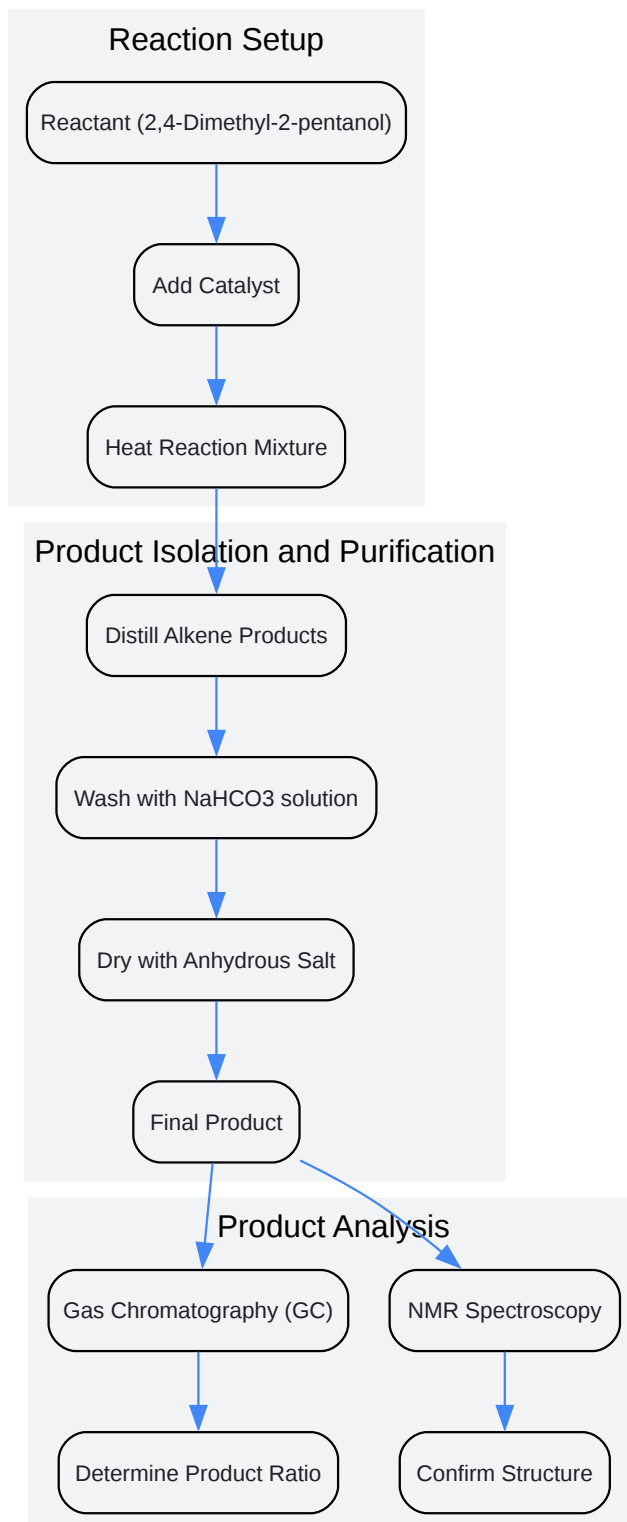 Reaction Setup
Reactant (2,4-Dimethyl-2-pentanol)
Add Catalyst
Heat Reaction Mixture
Product Isolation and Purification
Distill Alkene Products
Wash with NaHCO3 solution
Dry with Anhydrous Salt
Final Product
Product Analysis
Gas Chromatography (GC)
NMR Spectroscopy
Determine Product Ratio
Confirm Structure